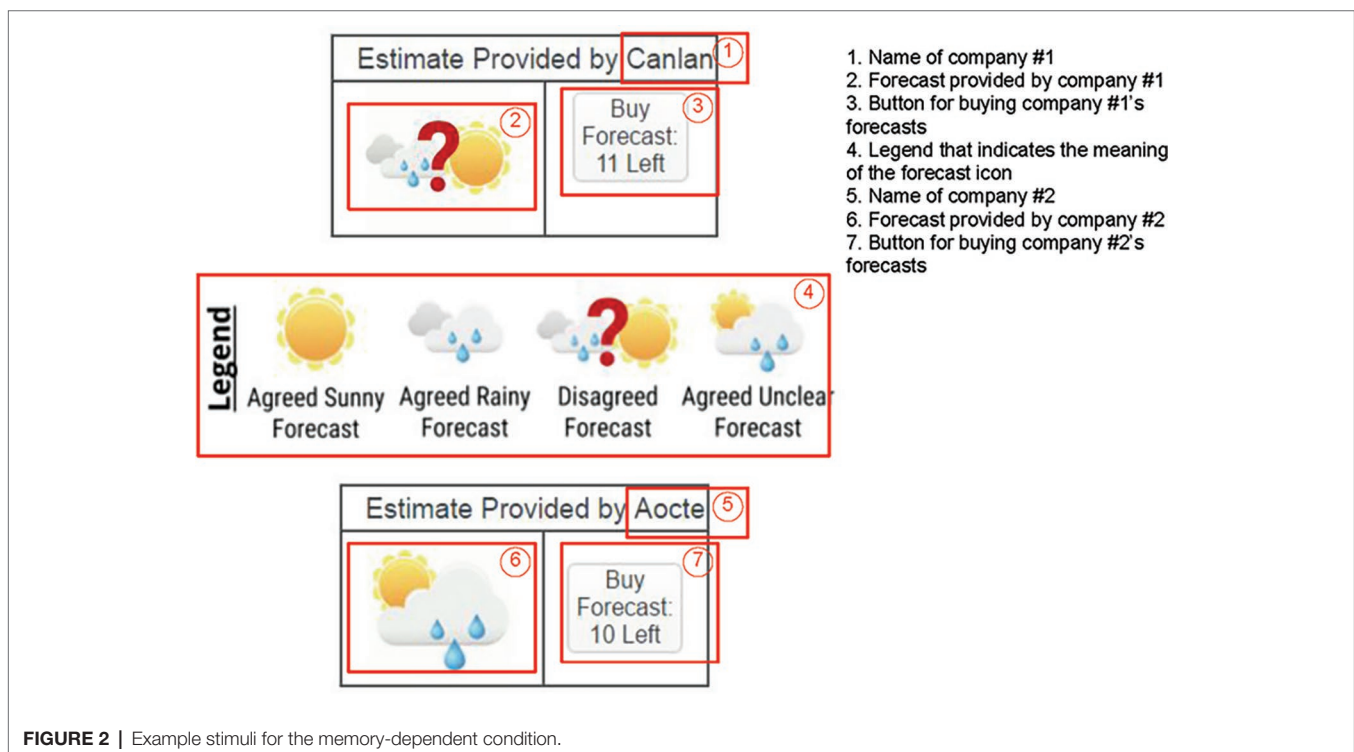 Estimate Provided by Canlan
1
2
Buy
Forecast:
11 Left
3
1. Name of company #1
2. Forecast provided by company #1
3. Button for buying company #1's
forecasts
4. Legend that indicates the meaning
of the forecast icon
5. Name of company #2
6. Forecast provided by company #2
7. Button for buying company #2's
forecasts
Legend
4
?
?
Agreed Sunny
Forecast
Agreed Rainy
Forecast
Disagreed
Forecast
Agreed Unclear
Forecast
Estimate Provided by Aocte
5
6
Buy
Forecast:
10 Left
7
FIGURE 2 | Example stimuli for the memory-dependent condition.